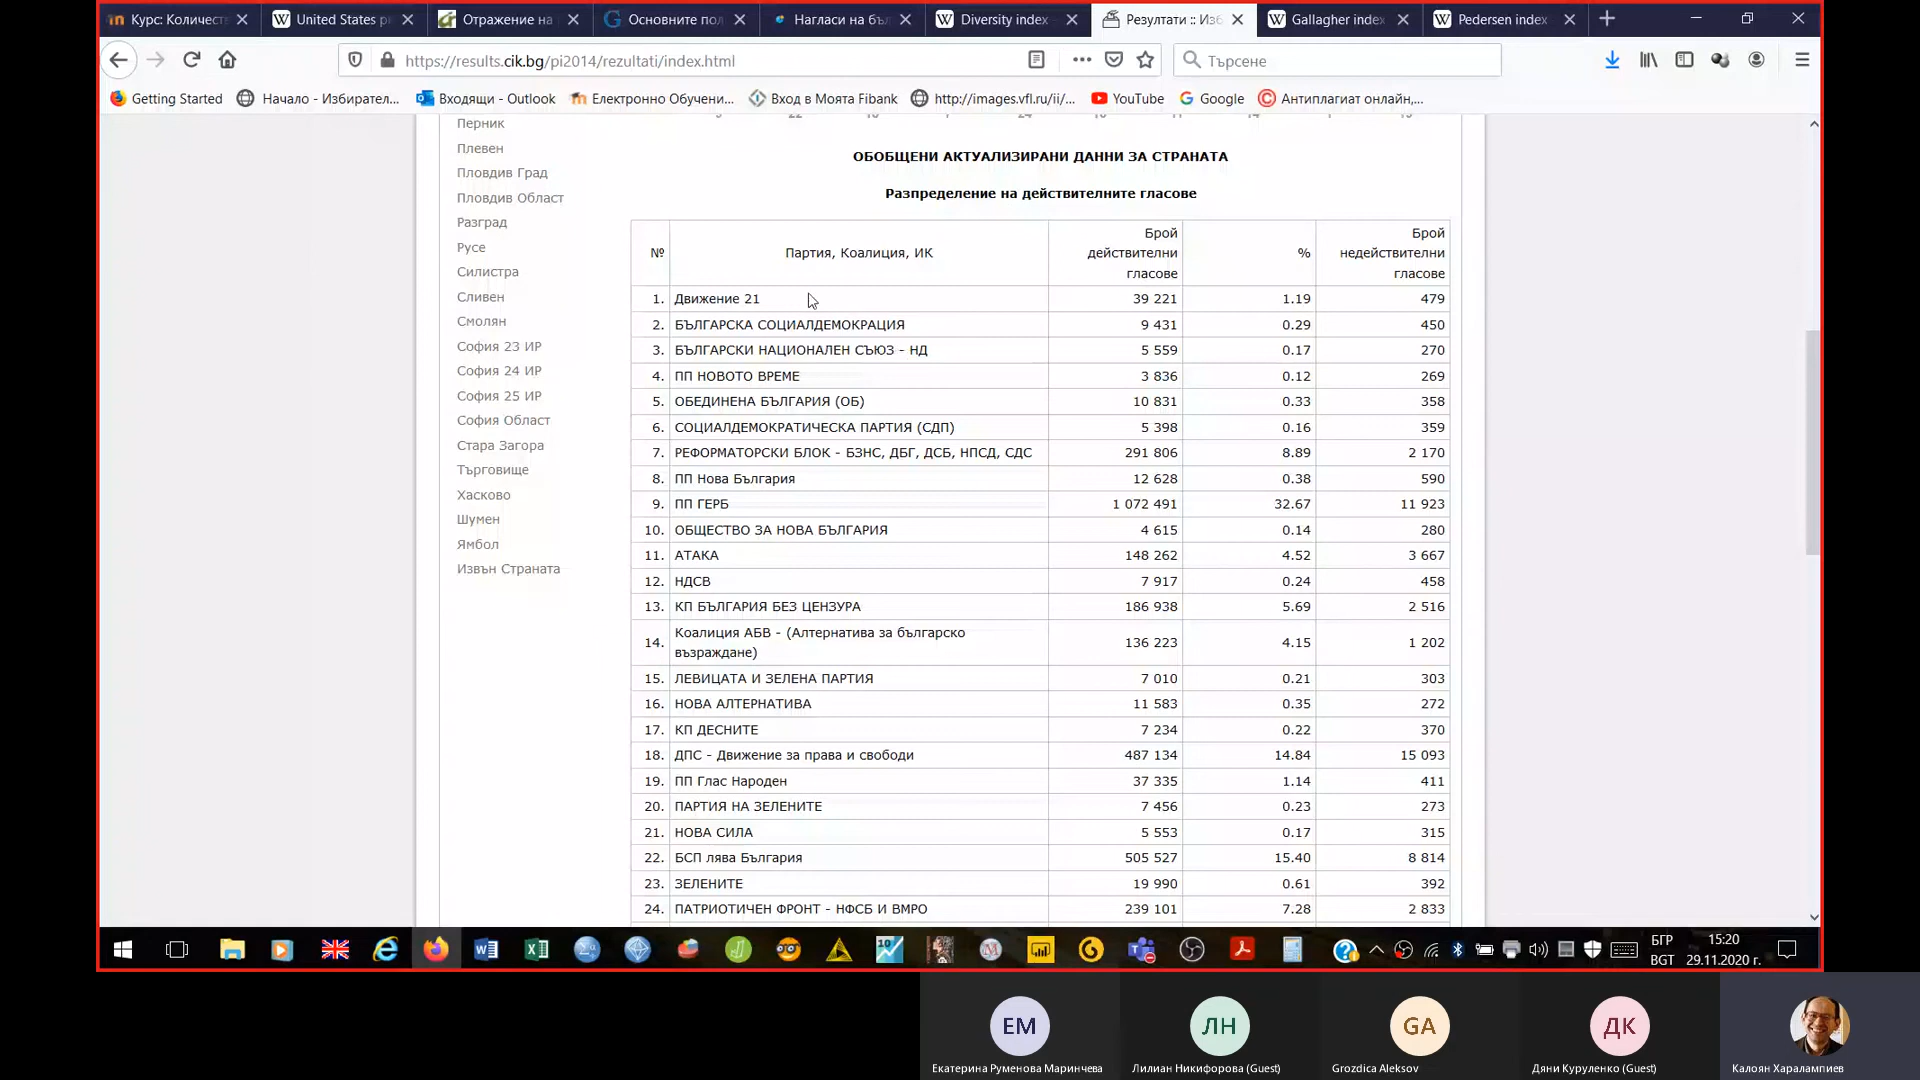 Курс: Количест
United States p
Отражение на
Основните пол
Нагласи на бъл
Diversity index
Резултати :: Изб
Gallagher index
Pedersen index
https://results.cik.bg/pi2014/rezultati/index.html
Търсене
Getting Started
Начало - Избирател...
Входящи - Outlook
Електронно Обучени...
Вход в Моята Fibank
http://images.vfl.ru/ii/...
YouTube
Google
Антиплагиат онлайн,...
Перник
Плевен
Пловдив Град
Пловдив Област
Разград
Русе
Силистра
Сливен
Смолян
София 23 ИР
София 24 ИР
София 25 ИР
София Област
Стара Загора
Търговище
Хасково
Шумен
Ямбол
Извън Страната
ОБОБЩЕНИ АКТУАЛИЗИРАНИ ДАННИ ЗА СТРАНАТА
Разпределение на действителните гласове
№ Партия, Коалиция, ИК Брой действителни гласове % Брой недействителни гласове
1. Движение 21 39 221 1.19 479
2. БЪЛГАРСКА СОЦИАЛДЕМОКРАЦИЯ 9 431 0.29 450
3. БЪЛГАРСКИ НАЦИОНАЛЕН СЪЮЗ - НД 5 559 0.17 270
4. ПП НОВОТО ВРЕМЕ 3 836 0.12 269
5. ОБЕДИНЕНА БЪЛГАРИЯ (ОБ) 10 831 0.33 358
6. СОЦИАЛДЕМОКРАТИЧЕСКА ПАРТИЯ (СДП) 5 398 0.16 359
7. РЕФОРМАТОРСКИ БЛОК - БЗНС, ДБГ, ДСБ, НПСД, СДС 291 806 8.89 2 170
8. ПП Нова България 12 628 0.38 590
9. ПП ГЕРБ 1 072 491 32.67 11 923
10. ОБЩЕСТВО ЗА НОВА БЪЛГАРИЯ 4 615 0.14 280
11. АТАКА 148 262 4.52 3 667
12. НДСВ 7 917 0.24 458
13. КП БЪЛГАРИЯ БЕЗ ЦЕНЗУРА 186 938 5.69 2 516
14. Коалиция АБВ - (Алтернатива за българско възраждане) 136 223 4.15 1 202
15. ЛЕВИЦАТА И ЗЕЛЕНА ПАРТИЯ 7 010 0.21 303
16. НОВА АЛТЕРНАТИВА 11 583 0.35 272
17. КП ДЕСНИТЕ 7 234 0.22 370
18. ДПС - Движение за права и свободи 487 134 14.84 15 093
19. ПП Глас Народен 37 335 1.14 411
20. ПАРТИЯ НА ЗЕЛЕНИТЕ 7 456 0.23 273
21. НОВА СИЛА 5 553 0.17 315
22. БСП лява България 505 527 15.40 8 814
23. ЗЕЛЕНИТЕ 19 990 0.61 392
24. ПАТРИОТИЧЕН ФРОНТ - НФСБ И ВМРО 239 101 7.28 2 833
БГР
BGT
15:20
29.11.2020 г.
ЕМ
ЛН
GA
ДК
Екатерина Руменова Маринчева
Лилиан Никифорова (Guest)
Grozdica Aleksov
Дяни Куруленко (Guest)
Калоян Харалампиев